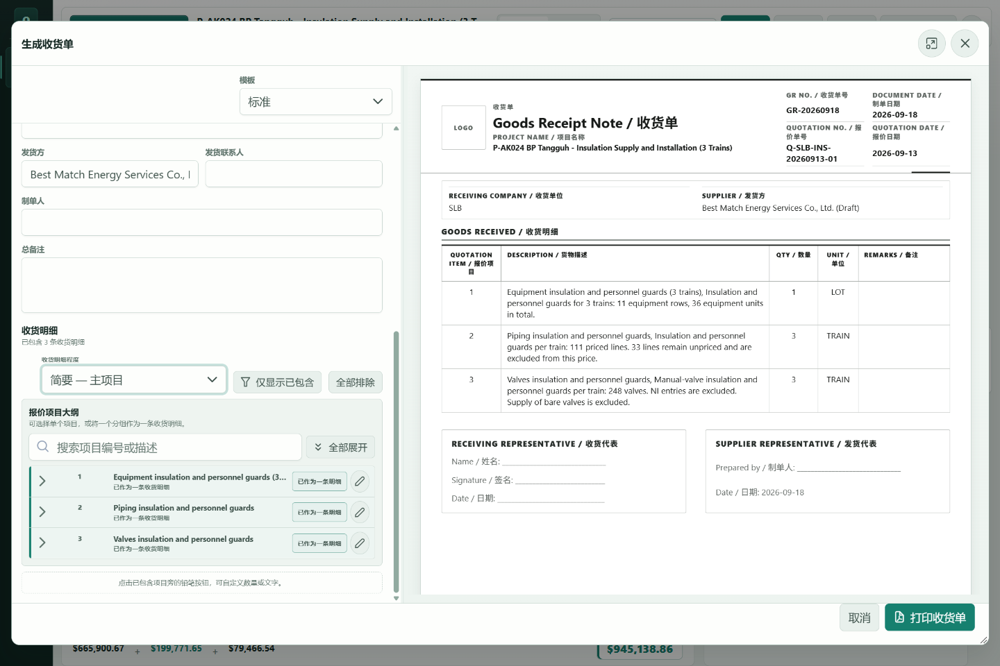 生成收货单
模板
标准
发货方
发货联系人
Best Match Energy Services Co., l
制单人
总备注
收货明细
已包含 3 条收货明细
收货明细程度
简要 — 主项目
仅显示已包含
全部排除
报价项目大纲
可选择单个项目，或将一个分组作为一条收货明细。
搜索项目编号或描述
全部展开
1
Equipment insulation and personnel guards (3...
已作为一条收货明细
已作为一条明细
2
Piping insulation and personnel guards
已作为一条收货明细
已作为一条明细
3
Valves insulation and personnel guards
已作为一条收货明细
已作为一条明细
点击已包含项目旁的铅笔按钮，可自定义数量或文字。
LOGO
收货单
Goods Receipt Note / 收货单
PROJECT NAME / 项目名称
P-AK024 BP Tangguh - Insulation Supply and Installation (3 Trains)
GR NO. / 收货单号
GR-20260918
DOCUMENT DATE /
制单日期
2026-09-18
QUOTATION NO. / 报
价单号
Q-SLB-INS-
20260913-01
QUOTATION DATE /
报价日期
2026-09-13
RECEIVING COMPANY / 收货单位
SLB
SUPPLIER / 发货方
Best Match Energy Services Co., Ltd. (Draft)
GOODS RECEIVED / 收货明细
QUOTATION
ITEM / 报价项
目
DESCRIPTION / 货物描述
QTY / 数量
UNIT /
单位
REMARKS / 备注
1
Equipment insulation and personnel guards (3 trains), Insulation and
personnel guards for 3 trains: 11 equipment rows, 36 equipment units
in total.
1
LOT
2
Piping insulation and personnel guards, Insulation and personnel
guards per train: 111 priced lines. 33 lines remain unpriced and are
excluded from this price.
3
TRAIN
3
Valves insulation and personnel guards, Manual-valve insulation and
personnel guards per train: 248 valves. NI entries are excluded.
Supply of bare valves is excluded.
3
TRAIN
RECEIVING REPRESENTATIVE / 收货代表
Name / 姓名:
Signature / 签名:
Date / 日期:
SUPPLIER REPRESENTATIVE / 发货代表
Prepared by / 制单人:
Date / 日期: 2026-09-18
取消
打印收货单
$665,900.67 + $199,771.65 + $79,466.54
$945,138.86